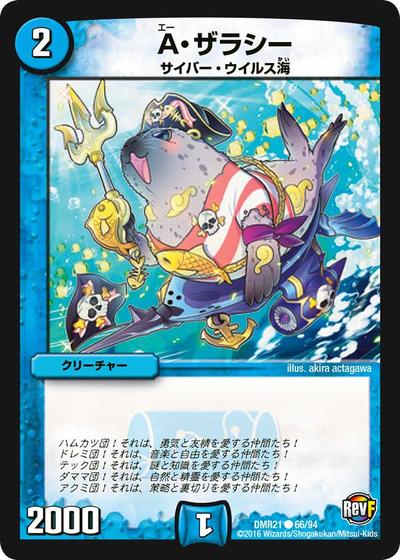 2
エー
A・ザラシー
サイバー・ウイルス海
かい
クリーチャー
illus. akira actagawa
ハムカツ団！それは、勇気と友情を愛する仲間たち！
ドレミ団！それは、音楽と自由を愛する仲間たち！
テック団！それは、謎と知識を愛する仲間たち！
ダママ団！それは、自然と精霊を愛する仲間たち！
アクミ団！それは、策略と裏切りを愛する仲間たち！
RevF
2000
1
DMR21 ● 66/94
©2016 Wizards/Shogakukan/Mitsui-Kids